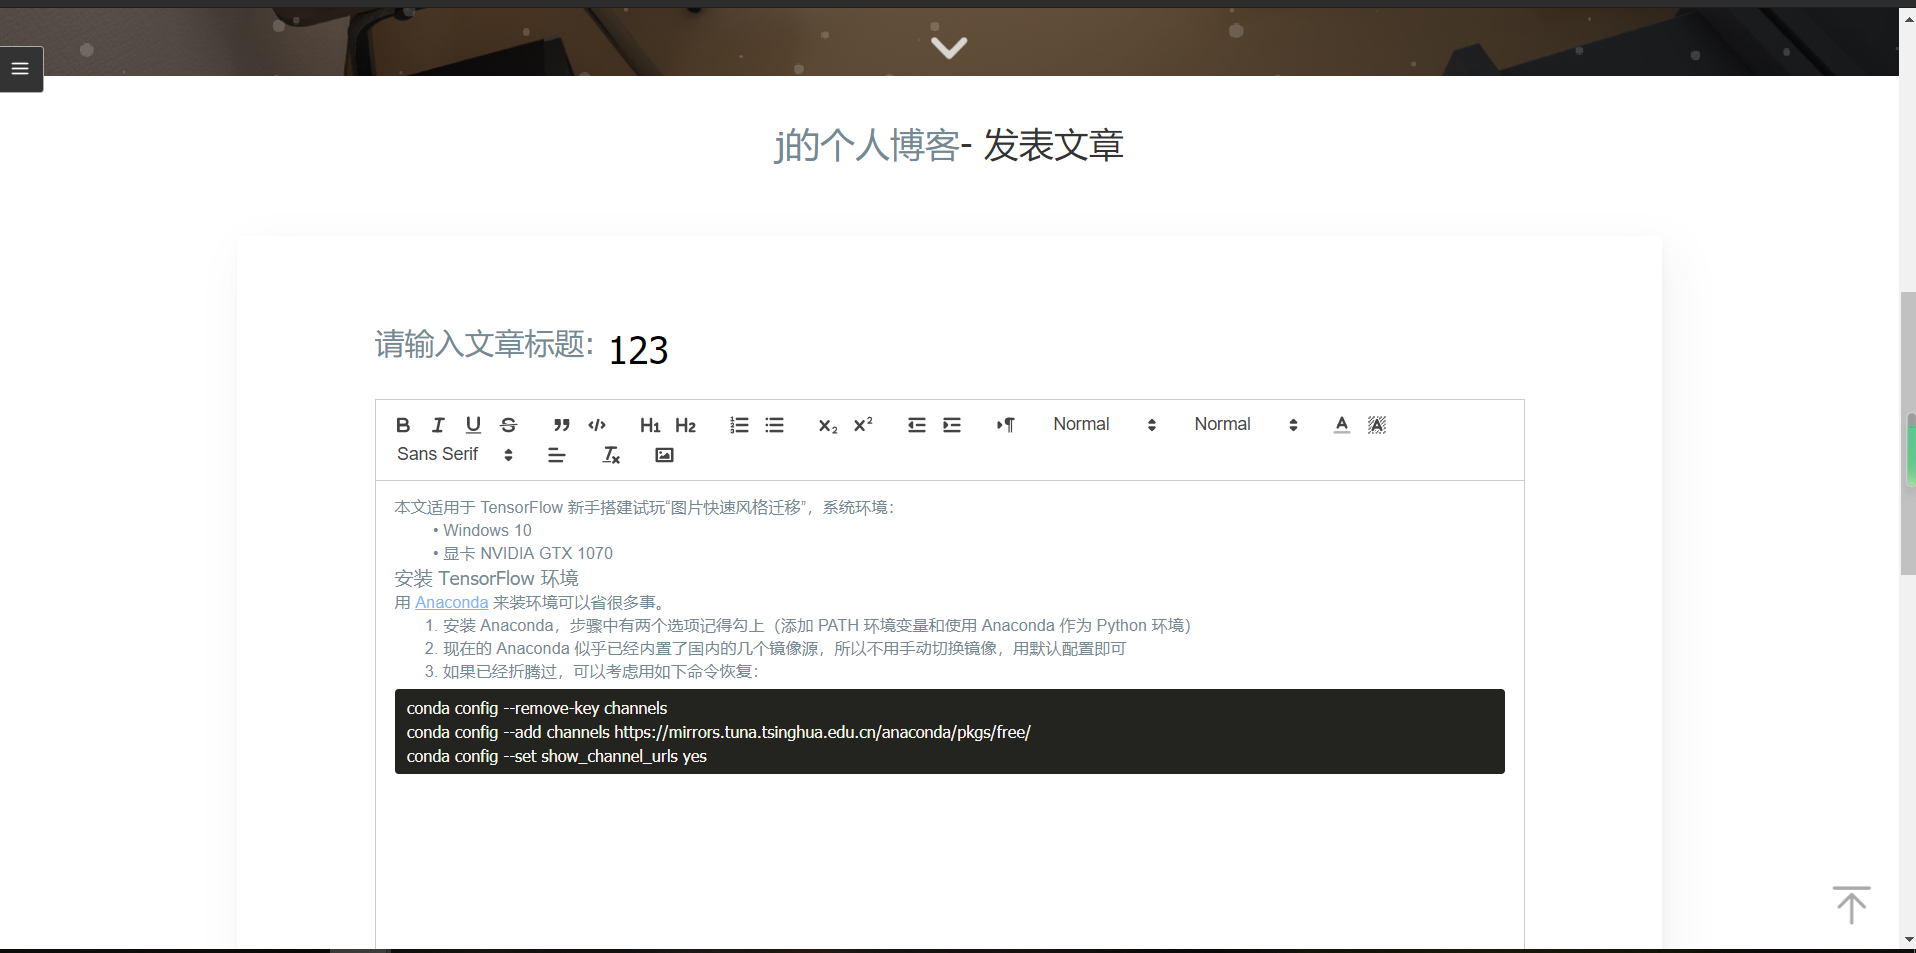 j的个人博客- 发表文章
请输入文章标题: 123
B I U S H1 H2 x2 x2 Normal Normal A A
Sans Serif Tx
本文适用于 TensorFlow 新手搭建试玩“图片快速风格迁移”，系统环境：
• Windows 10
• 显卡 NVIDIA GTX 1070
安装 TensorFlow 环境
用 Anaconda 来装环境可以省很多事。
1. 安装 Anaconda，步骤中有两个选项记得勾上（添加 PATH 环境变量和使用 Anaconda 作为 Python 环境）
2. 现在的 Anaconda 似乎已经内置了国内的几个镜像源，所以不用手动切换镜像，用默认配置即可
3. 如果已经折腾过，可以考虑用如下命令恢复：
conda config --remove-key channels
conda config --add channels https://mirrors.tuna.tsinghua.edu.cn/anaconda/pkgs/free/
conda config --set show_channel_urls yes